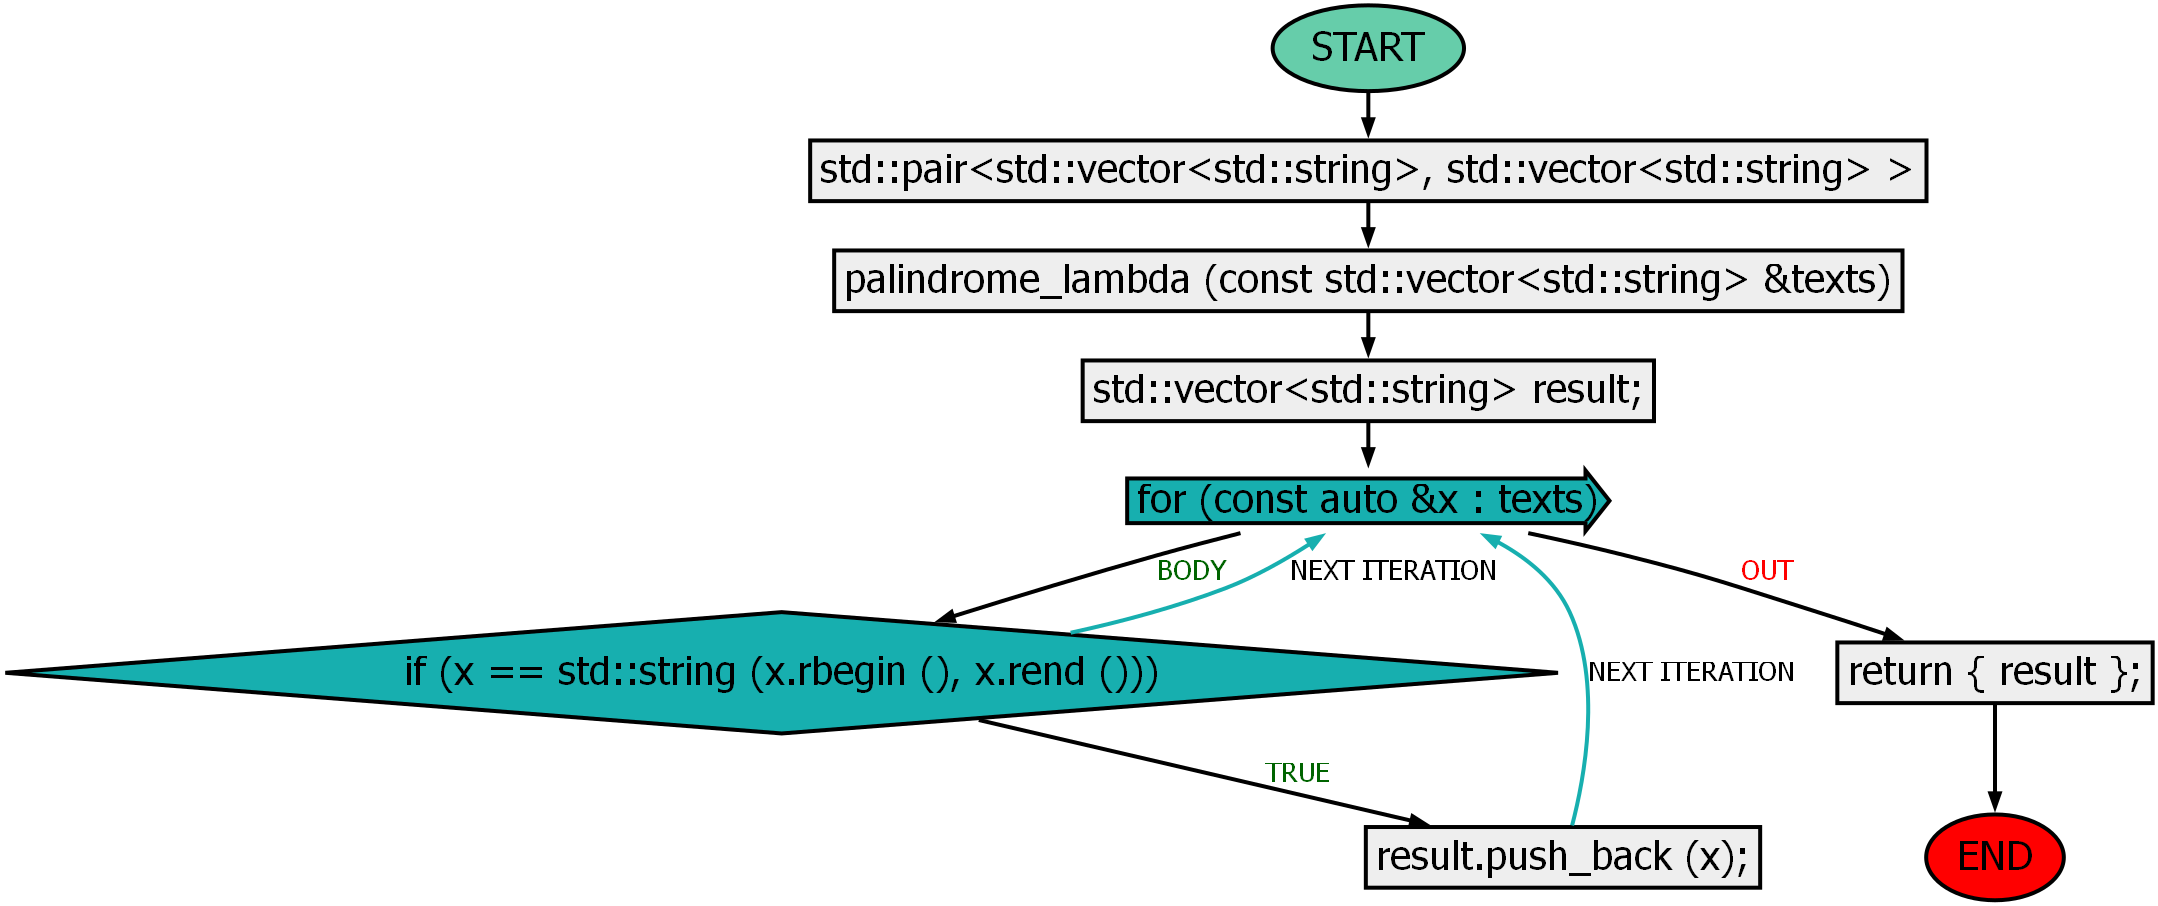 START
std::pair<std::vector<std::string>, std::vector<std::string> >
palindrome_lambda (const std::vector<std::string> &texts)
std::vector<std::string> result;
for (const auto &x : texts)
BODY
NEXT ITERATION
OUT
if (x == std::string (x.rbegin (), x.rend ()))
NEXT ITERATION
return { result };
TRUE
result.push_back (x);
END